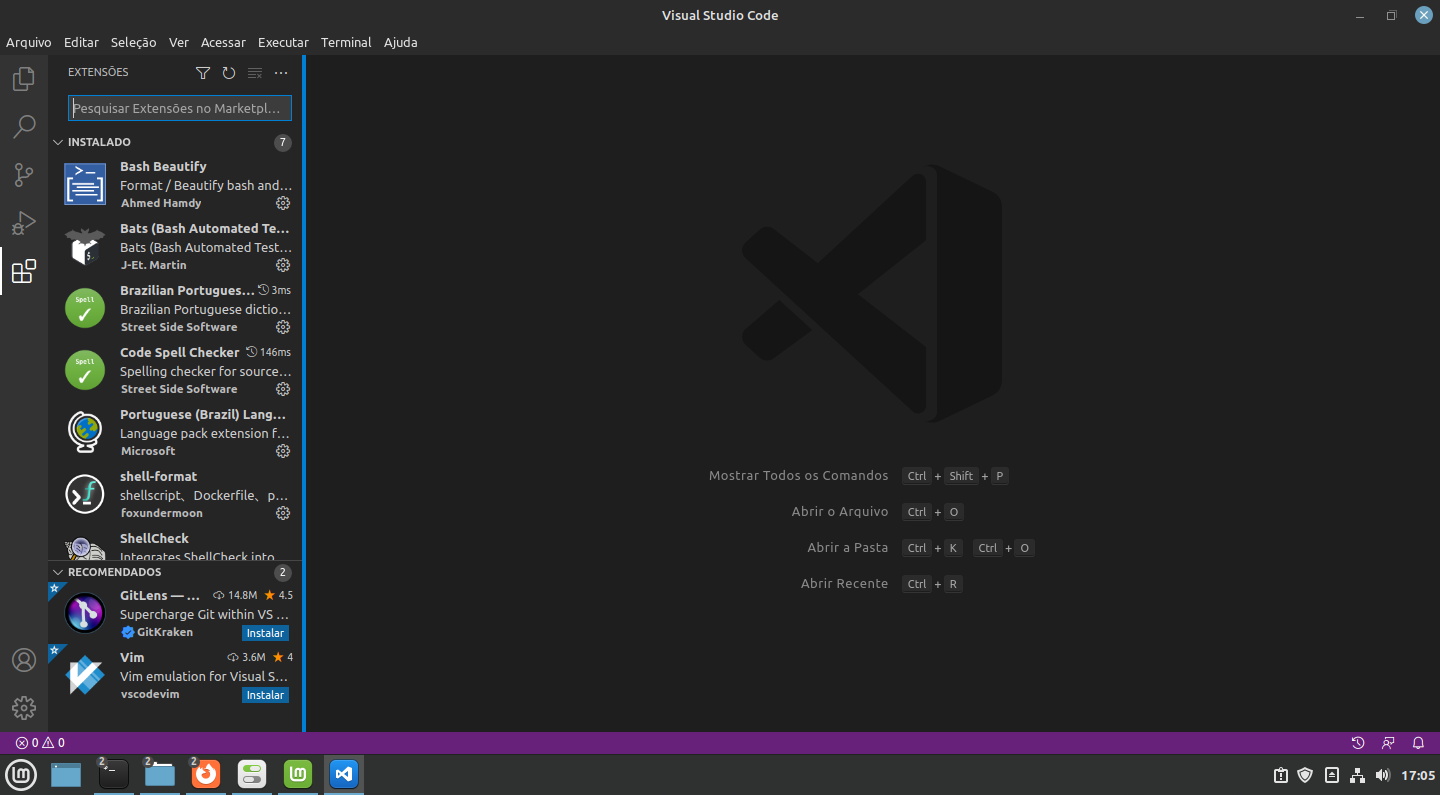 Visual Studio Code
Arquivo Editar Seleção Ver Acessar Executar Terminal Ajuda
EXTENSÕES
Pesquisar Extensões no Marketpl...
INSTALADO 7
Bash Beautify
Format / Beautify bash and...
Ahmed Hamdy
Bats (Bash Automated Te...
Bats (Bash Automated Test...
J-Et. Martin
Brazilian Portugues... 3ms
Brazilian Portuguese dictio...
Street Side Software
Code Spell Checker 146ms
Spelling checker for source...
Street Side Software
Portuguese (Brazil) Lang...
Language pack extension f...
Microsoft
shell-format
shellscript、Dockerfile、p...
foxundermoon
ShellCheck
Integrates ShellCheck into
RECOMENDADOS 2
GitLens — ... 14.8M 4.5
Supercharge Git within VS ...
GitKraken Instalar
Vim 3.6M 4
Vim emulation for Visual S...
vscodevim Instalar
Spell
Spell
Mostrar Todos os Comandos Ctrl + Shift + P
Abrir o Arquivo Ctrl + O
Abrir a Pasta Ctrl + K Ctrl + O
Abrir Recente Ctrl + R
0 0
2 2 2
17:05